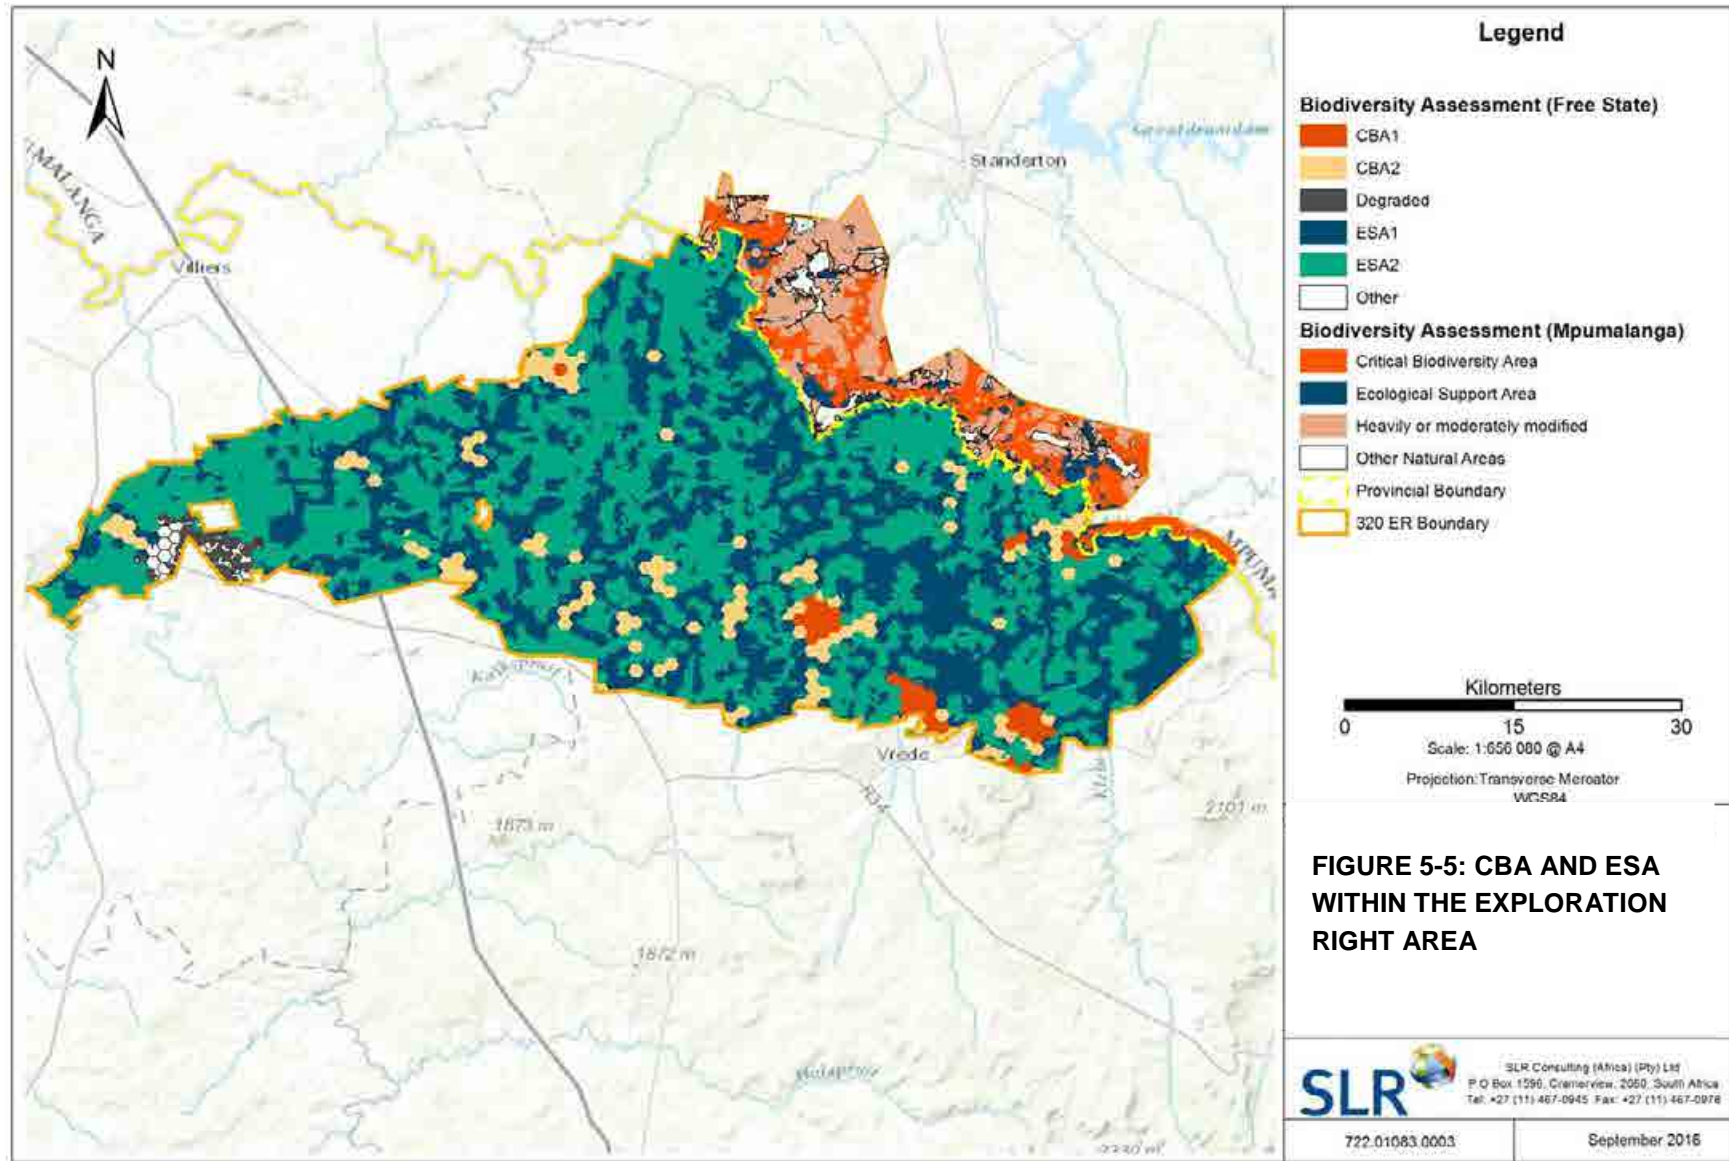 N
MALANGA
Villiers
Standerton
Grootdraaidam
Vrede
R34
1873 m
1872 m
2101 m
MPUMA
Legend
Biodiversity Assessment (Free State)
CBA1
CBA2
Degraded
ESA1
ESA2
Other
Biodiversity Assessment (Mpumalanga)
Critical Biodiversity Area
Ecological Support Area
Heavily or moderately modified
Other Natural Areas
Provincial Boundary
320 ER Boundary
Kilometers
0 15 30
Scale: 1:656 080 @ A4
Projection: Transverse Mercator
WGS84
FIGURE 5-5: CBA AND ESA
WITHIN THE EXPLORATION
RIGHT AREA
SLR
SLR Consulting (Africa) (Pty) Ltd
P O Box 1596, Cramerview, 2060, South Africa
Tel: +27 (11) 467-0945 Fax: +27 (11) 467-0978
722.01083.0003
September 2016